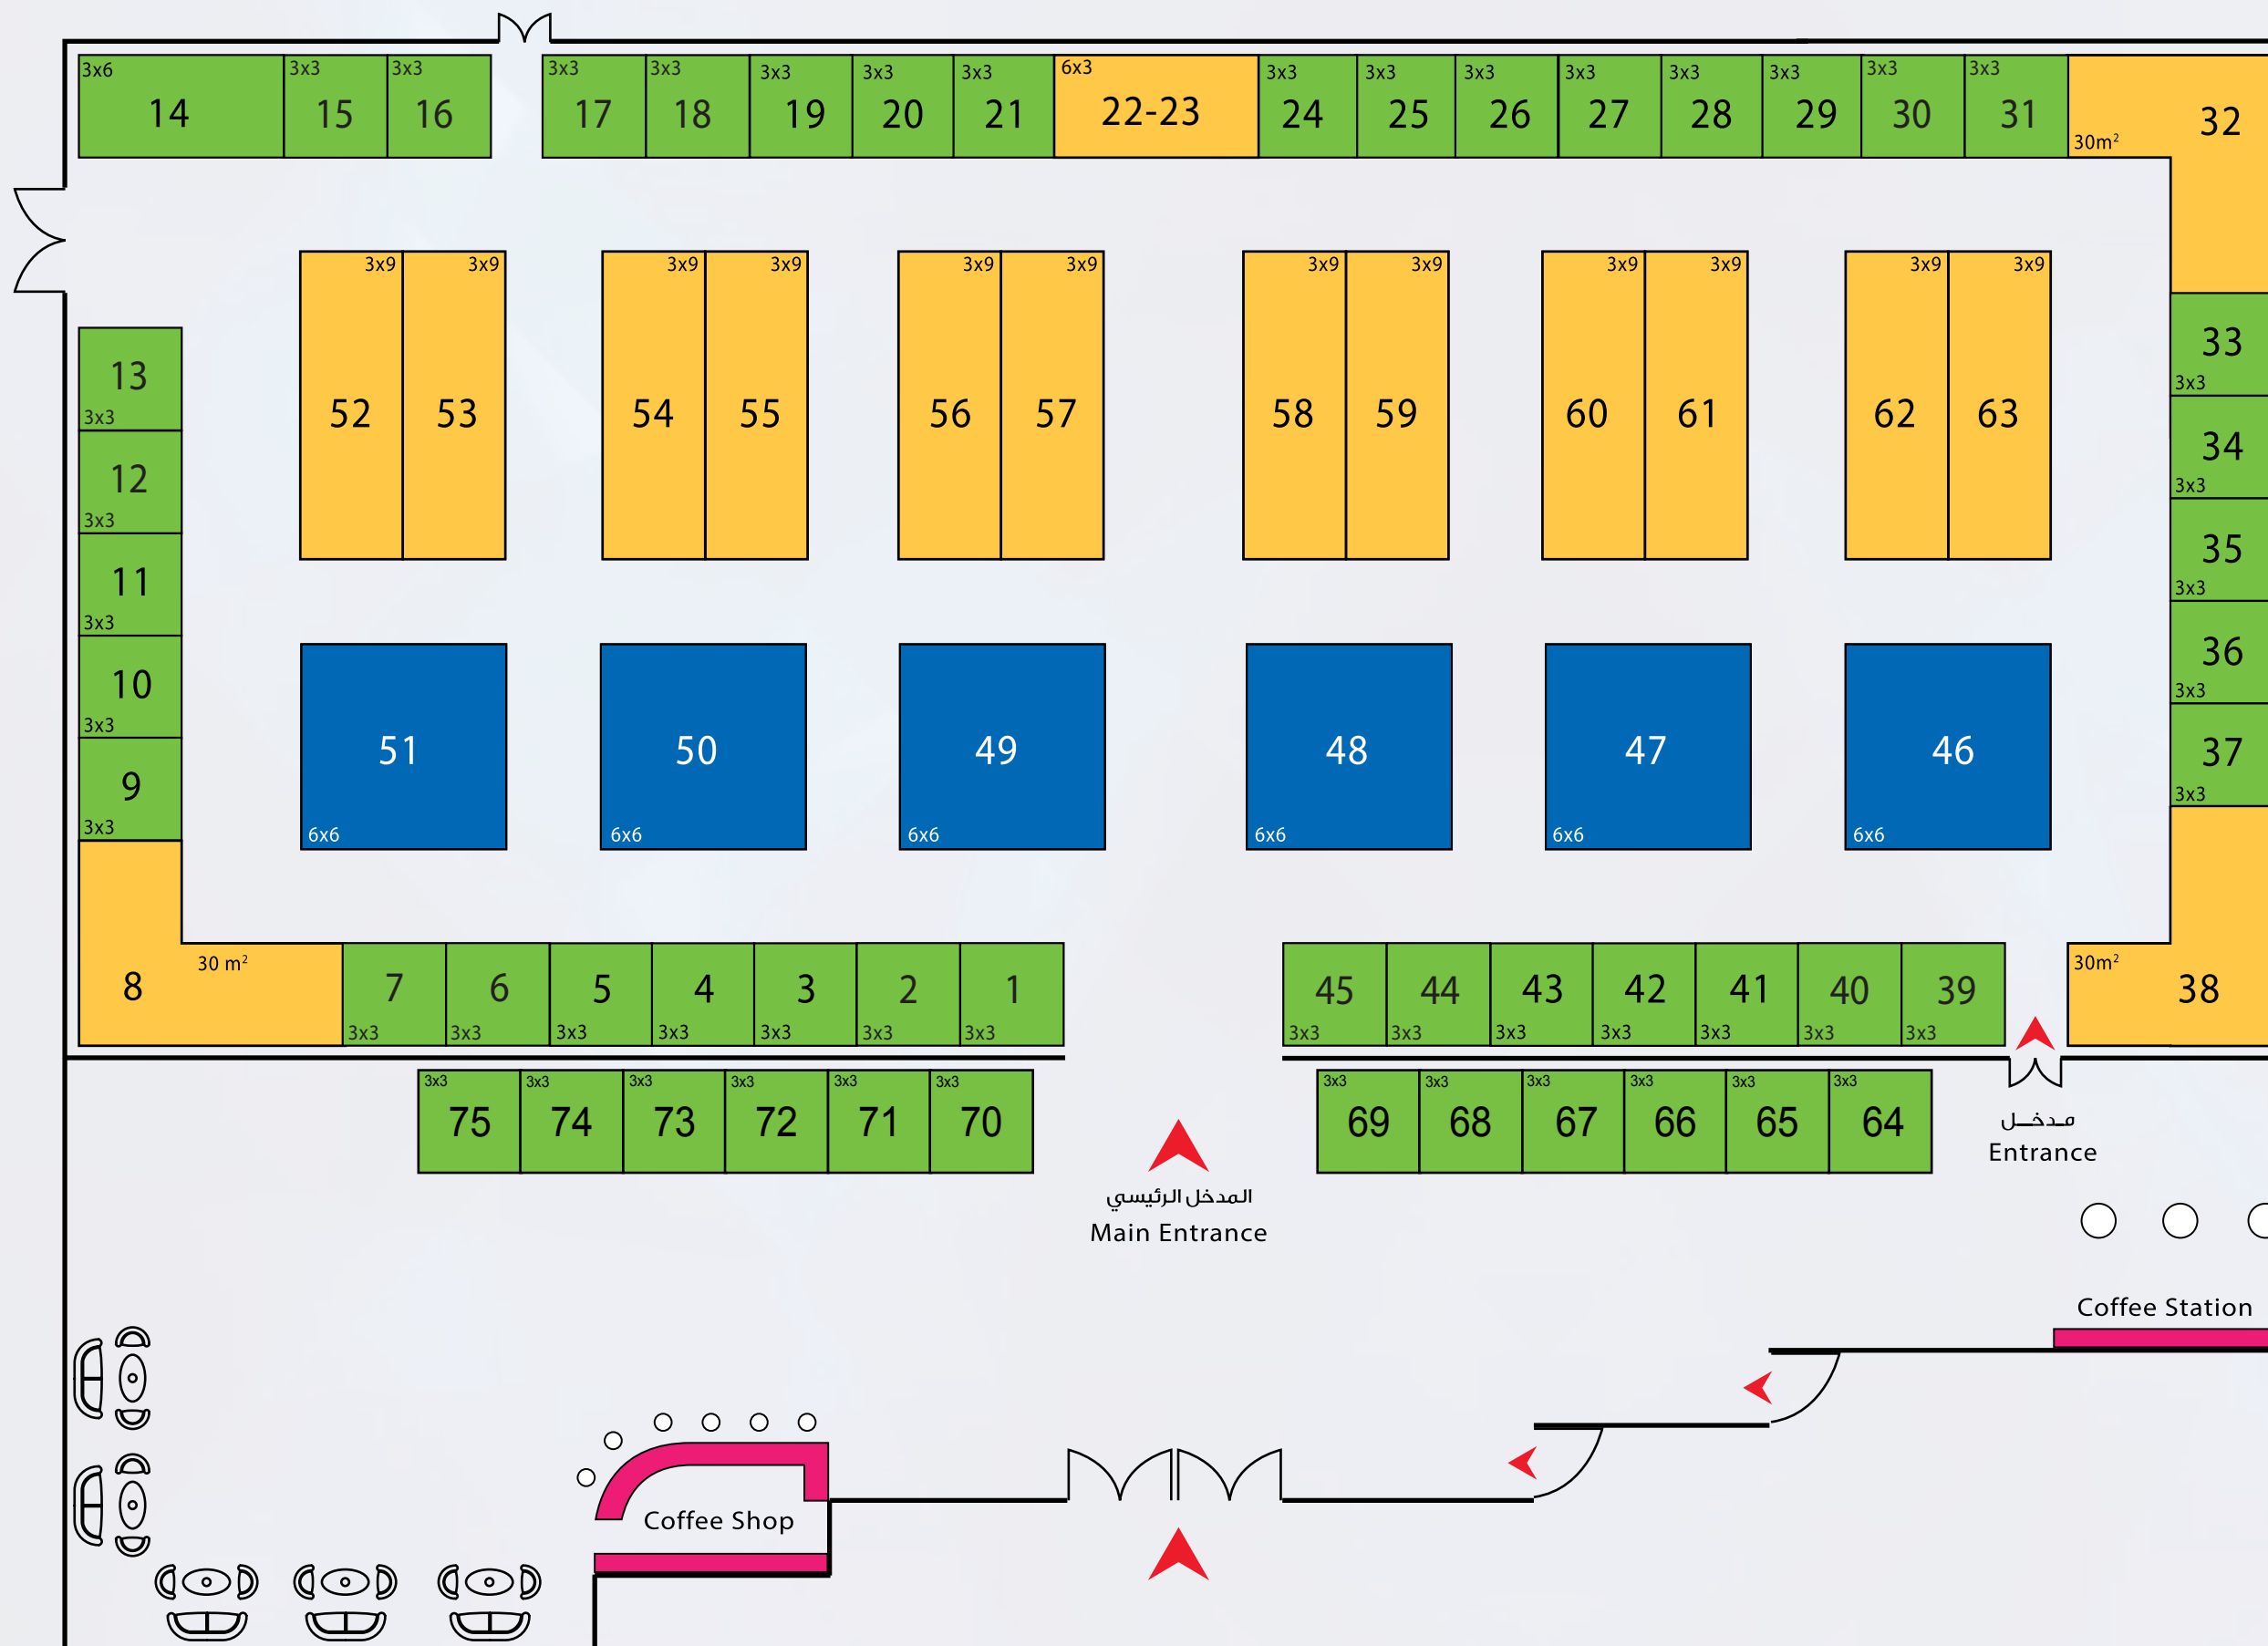 3x6 3x3 3x3 3x3 3x3 3x3 3x3 3x3 6x3 3x3 3x3 3x3 3x3 3x3 3x3 3x3 3x3
14 15 16 17 18 19 20 21 22-23 24 25 26 27 28 29 30 31 32
30m²
3x9 3x9 3x9 3x9 3x9 3x9 3x9 3x9 3x9 3x9 3x9 3x9
52 53 54 55 56 57 58 59 60 61 62 63
13
3x3
12
3x3
11
3x3
10
3x3
9
3x3
33
3x3
34
3x3
35
3x3
36
3x3
37
3x3
51 50 49 48 47 46
6x6 6x6 6x6 6x6 6x6 6x6
30 m²
30m²
8 7 6 5 4 3 2 1 45 44 43 42 41 40 39 38
3x3 3x3 3x3 3x3 3x3 3x3 3x3 3x3 3x3 3x3 3x3 3x3 3x3 3x3
3x3 3x3 3x3 3x3 3x3 3x3 3x3 3x3 3x3 3x3 3x3 3x3
75 74 73 72 71 70 69 68 67 66 65 64
مـدخــل
Entrance
المدخل الرئيسي
Main Entrance
Coffee Station
Coffee Shop